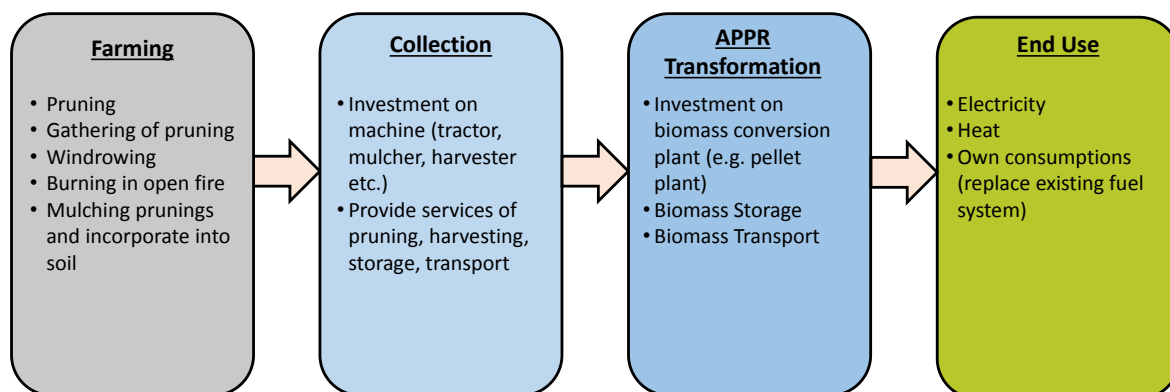 Farming
• Pruning
• Gathering of pruning
• Windrowing
• Burning in open fire
• Mulching prunings
and incorporate into
soil
Collection
• Investment on
machine (tractor,
mulcher, harvester
etc.)
• Provide services of
pruning, harvesting,
storage, transport
APPR
Transformation
• Investment on
biomass conversion
plant (e.g. pellet
plant)
• Biomass Storage
• Biomass Transport
End Use
• Electricity
• Heat
• Own consumptions
(replace existing fuel
system)